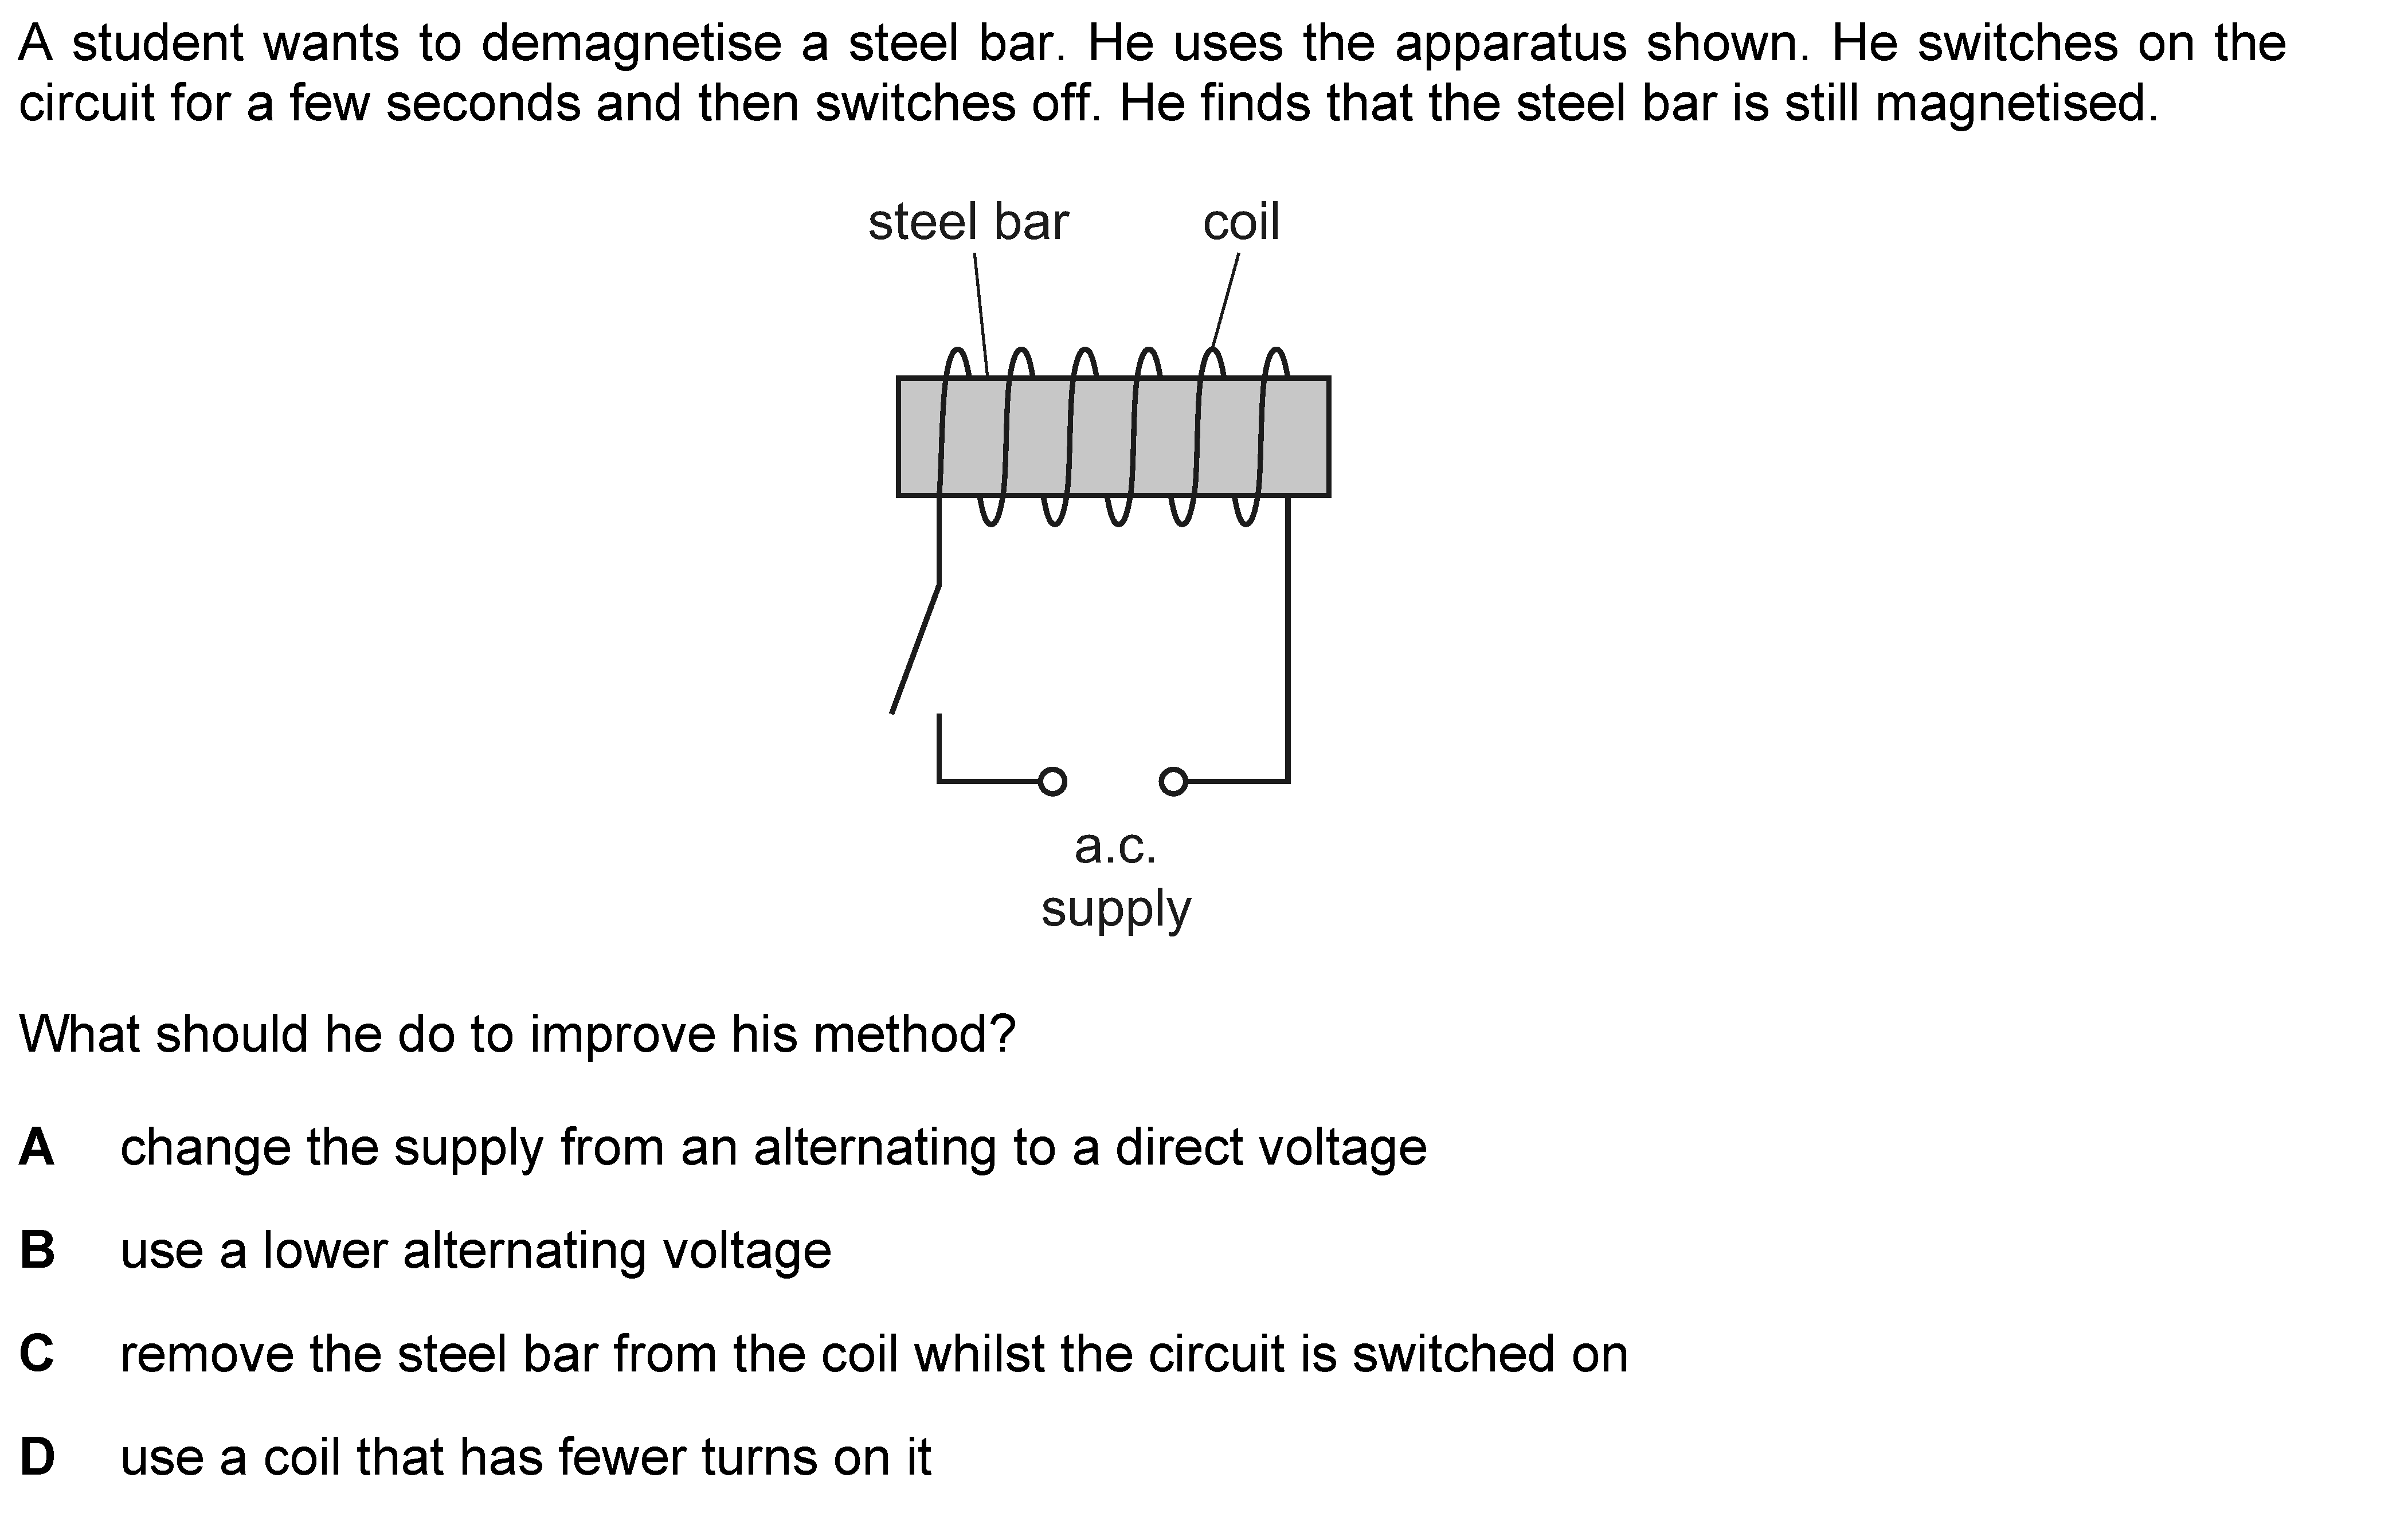 A student wants to demagnetise a steel bar. He uses the apparatus shown. He switches on the
circuit for a few seconds and then switches off. He finds that the steel bar is still magnetised.
steel bar coil
a.c.
supply
What should he do to improve his method?
A change the supply from an alternating to a direct voltage
B use a lower alternating voltage
C remove the steel bar from the coil whilst the circuit is switched on
D use a coil that has fewer turns on it